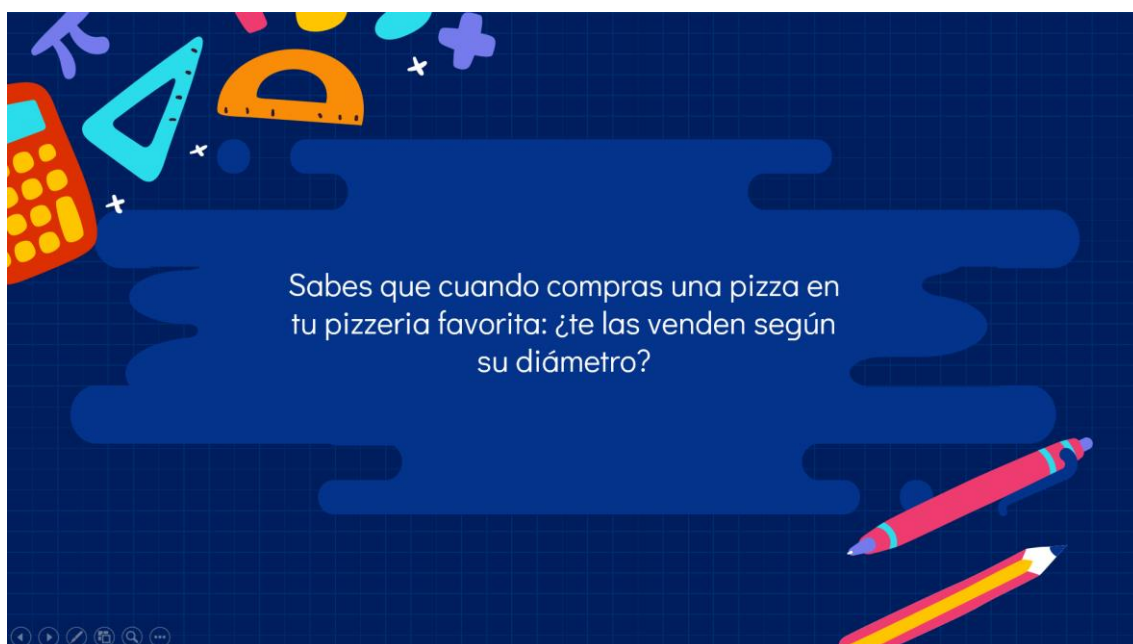 Sabes que cuando compras una pizza en
tu pizzeria favorita: ¿te las venden según
su diámetro?